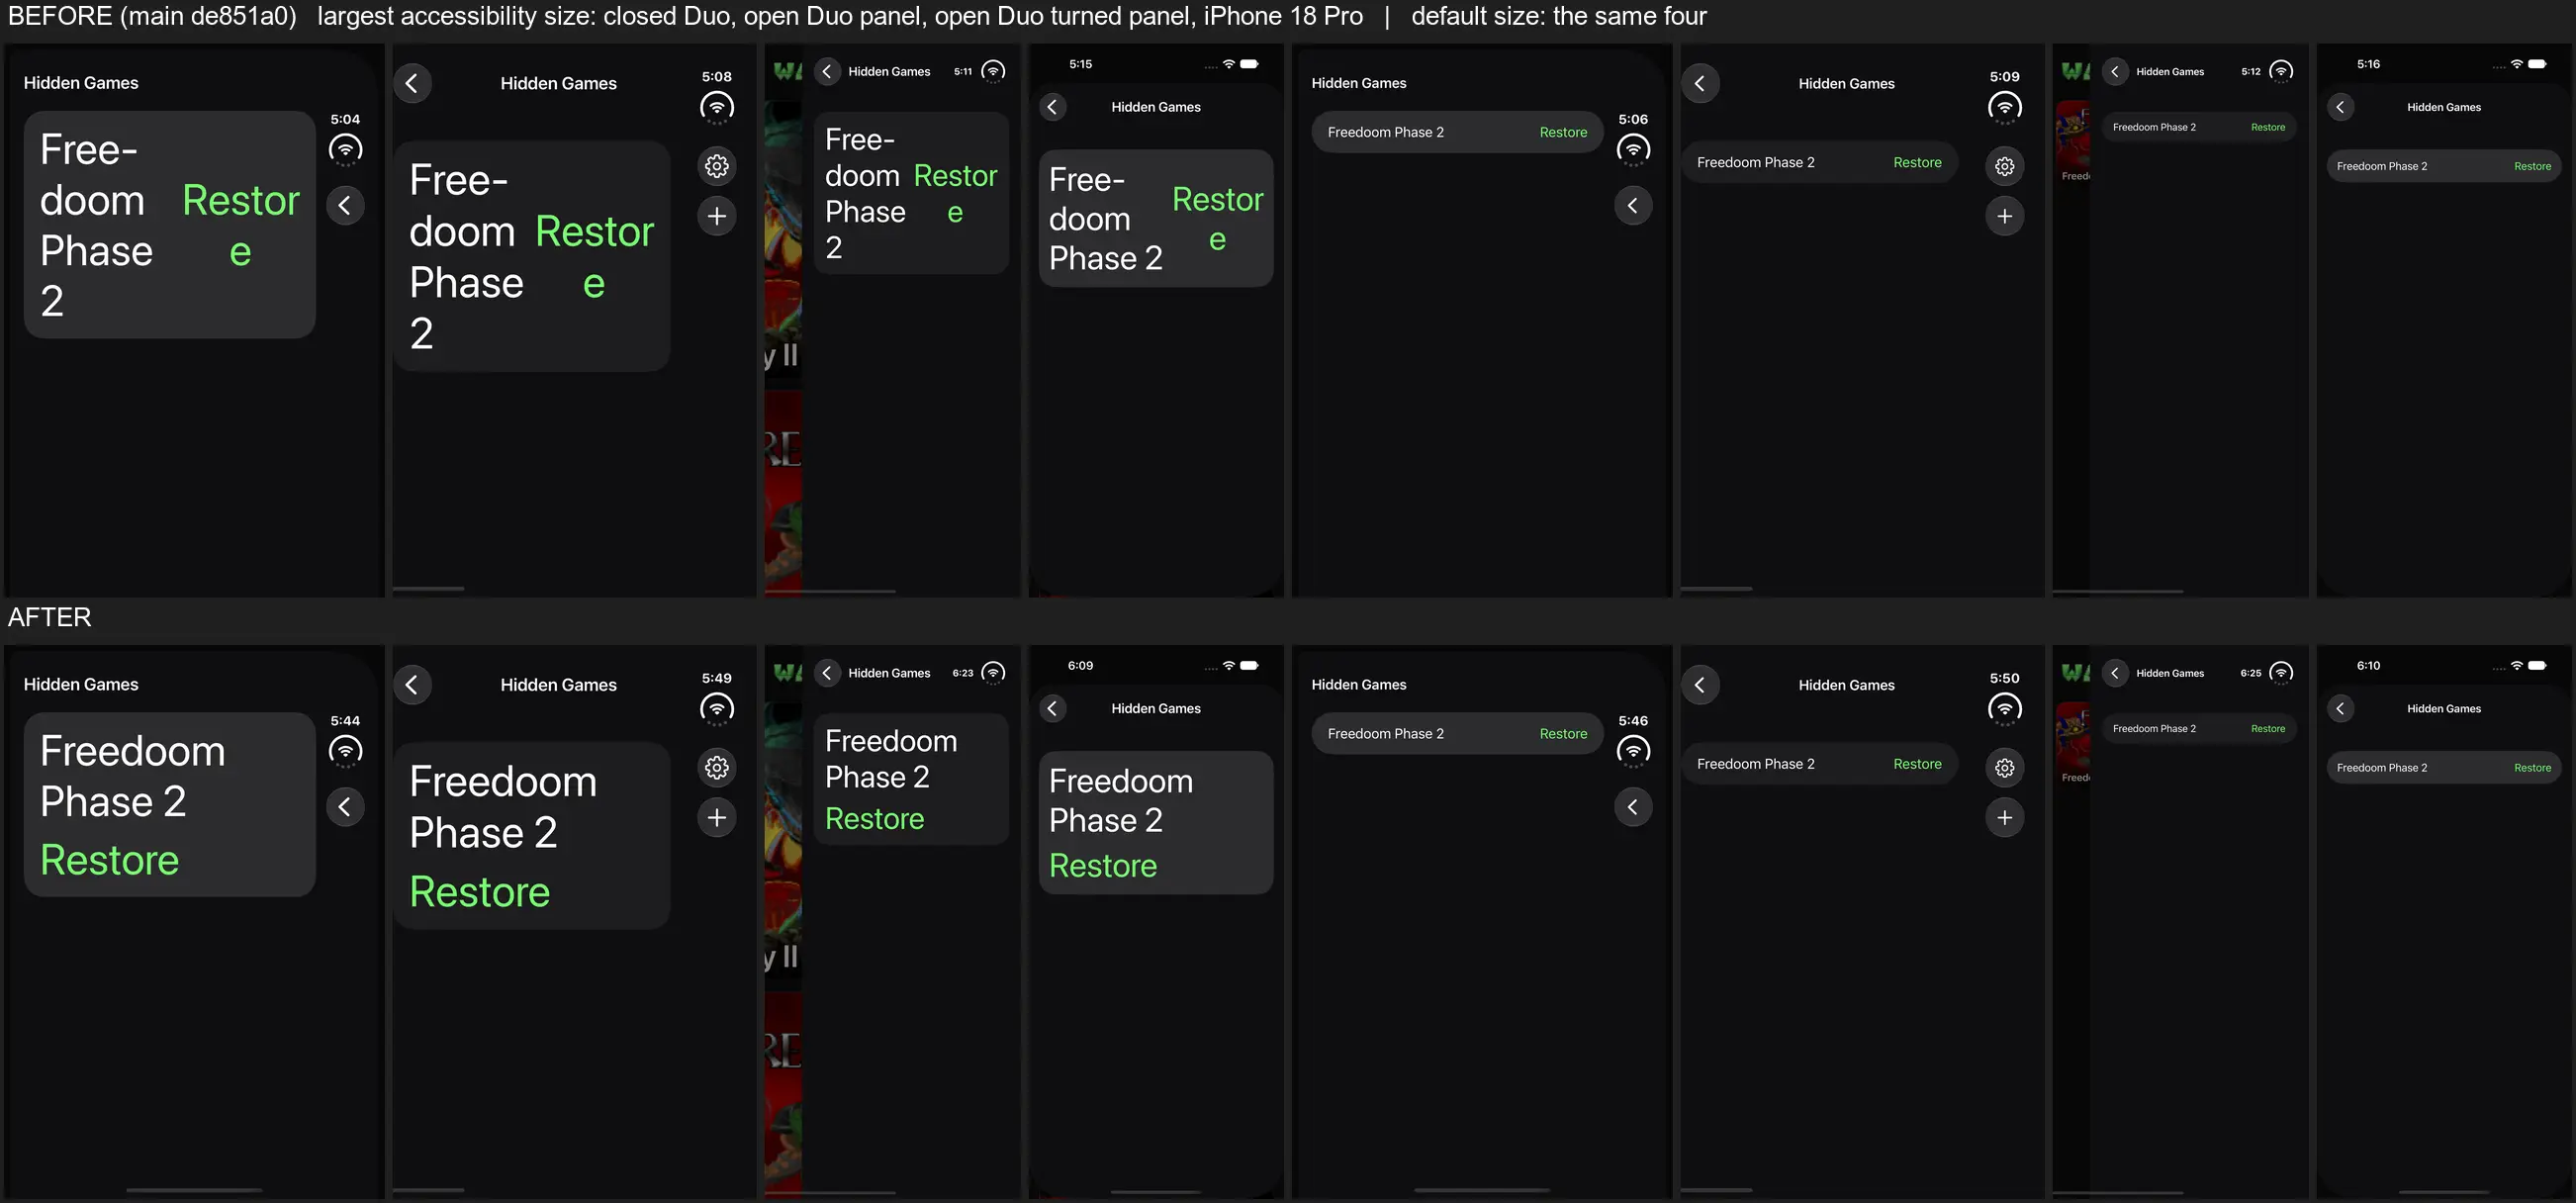 BEFORE (main de851a0)   largest accessibility size: closed Duo, open Duo panel, open Duo turned panel, iPhone 18 Pro   |   default size: the same four
Hidden Games
5:04
Free-
doom
Phase
2
Restor
e
Hidden Games
5:08
Free-
doom
Phase
2
Restor
e
Hidden Games
5:11
Free-
doom
Phase
2
Restor
e
y II
RE
5:15
Hidden Games
Free-
doom
Phase 2
Restor
e
Hidden Games
5:06
Freedoom Phase 2
Restore
Hidden Games
5:09
Freedoom Phase 2
Restore
Hidden Games
5:12
Freedoom Phase 2
Restore
Freed
5:16
Hidden Games
Freedoom Phase 2
Restore
AFTER
Hidden Games
5:44
Freedoom
Phase 2
Restore
Hidden Games
5:49
Freedoom
Phase 2
Restore
Hidden Games
6:23
Freedoom
Phase 2
Restore
y II
RE
6:09
Hidden Games
Freedoom
Phase 2
Restore
Hidden Games
5:46
Freedoom Phase 2
Restore
Hidden Games
5:50
Freedoom Phase 2
Restore
Hidden Games
6:25
Freedoom Phase 2
Restore
Freed
6:10
Hidden Games
Freedoom Phase 2
Restore